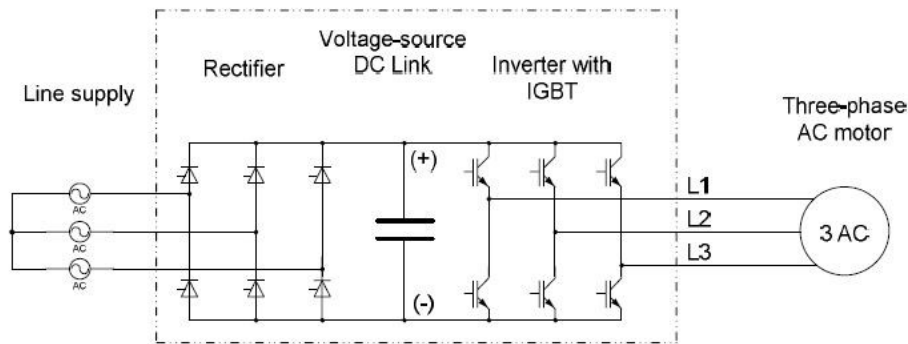 Line supply
Rectifier
Voltage-source
DC Link
Inverter with
IGBT
Three-phase
AC motor
AC
AC
AC
(+)
(-)
L1
L2
L3
3 AC